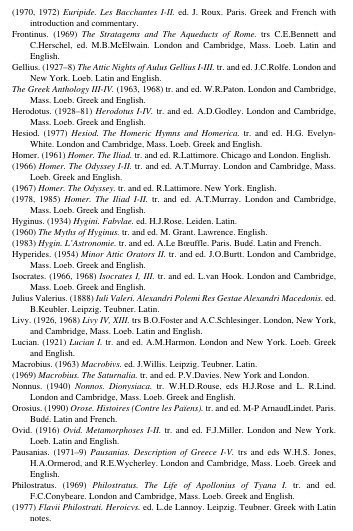 (1970, 1972) Euripide. Les Bacchantes I-II. ed. J. Roux. Paris. Greek and French with
introduction and commentary.
Frontinus. (1969) The Stratagems and The Aqueducts of Rome. trs C.E.Bennett and
C.Herschel, ed. M.B.McElwain. London and Cambridge, Mass. Loeb. Latin and
English.
Gellius. (1927–8) The Attic Nights of Aulus Gellius I-III. tr. and ed. J.C.Rolfe. London and
New York. Loeb. Latin and English.
The Greek Anthology III-IV. (1963, 1968) tr. and ed. W.R.Paton. London and Cambridge,
Mass. Loeb. Greek and English.
Herodotus. (1928–81) Herodotus I-IV. tr. and ed. A.D.Godley. London and Cambridge,
Mass. Loeb. Greek and English.
Hesiod. (1977) Hesiod. The Homeric Hymns and Homerica. tr. and ed. H.G. Evelyn-
White. London and Cambridge, Mass. Loeb. Greek and English.
Homer. (1961) Homer. The Iliad. tr. and ed. R.Lattimore. Chicago and London. English.
(1966) Homer. The Odyssey I-II. tr. and ed. A.T.Murray. London and Cambridge, Mass.
Loeb. Greek and English.
(1967) Homer. The Odyssey. tr. and ed. R.Lattimore. New York. English.
(1978, 1985) Homer. The Iliad I-II. tr. and ed. A.T.Murray. London and Cambridge,
Mass. Loeb. Greek and English.
Hyginus. (1934) Hygini. Fabvlae. ed. H.J.Rose. Leiden. Latin.
(1960) The Myths of Hyginus. tr. and ed. M. Grant. Lawrence. English.
(1983) Hygin. L'Astronomie. tr. and ed. A.Le Bœuffle. Paris. Budé. Latin and French.
Hyperides. (1954) Minor Attic Orators II. tr. and ed. J.O.Burtt. London and Cambridge,
Mass. Loeb. Greek and English.
Isocrates. (1966, 1968) Isocrates I, III. tr. and ed. L.van Hook. London and Cambridge,
Mass. Loeb. Greek and English.
Julius Valerius. (1888) Iuli Valeri. Alexandri Polemi Res Gestae Alexandri Macedonis. ed.
B.Keubler. Leipzig. Teubner. Latin.
Livy. (1926, 1968) Livy IV, XIII. trs B.O.Foster and A.C.Schlesinger. London, New York,
and Cambridge, Mass. Loeb. Latin and English.
Lucian. (1921) Lucian I. tr. and ed. A.M.Harmon. London and New York. Loeb. Greek
and English.
Macrobius. (1963) Macrobivs. ed. J.Willis. Leipzig. Teubner. Latin.
(1969) Macrobius. The Saturnalia. tr. and ed. P.V.Davies. New York and London.
Nonnus. (1940) Nonnos. Dionysiaca. tr. W.H.D.Rouse, eds H.J.Rose and L. R.Lind.
London and Cambridge, Mass. Loeb. Greek and English.
Orosius. (1990) Orose. Histoires (Contre les Païens). tr. and ed. M-P ArnaudLindet. Paris.
Budé. Latin and French.
Ovid. (1916) Ovid. Metamorphoses I-II. tr. and ed. F.J.Miller. London and New York.
Loeb. Latin and English.
Pausanias. (1971–9) Pausanias. Description of Greece I-V. trs and eds W.H.S. Jones,
H.A.Ormerod, and R.E.Wycherley. London and Cambridge, Mass. Loeb. Greek and
English.
Philostratus. (1969) Philostratus. The Life of Apollonius of Tyana I. tr. and ed.
F.C.Conybeare. London and Cambridge, Mass. Loeb. Greek and English.
(1977) Flavii Philostrati. Heroicvs. ed. L.de Lannoy. Leipzig. Teubner. Greek with Latin
notes.